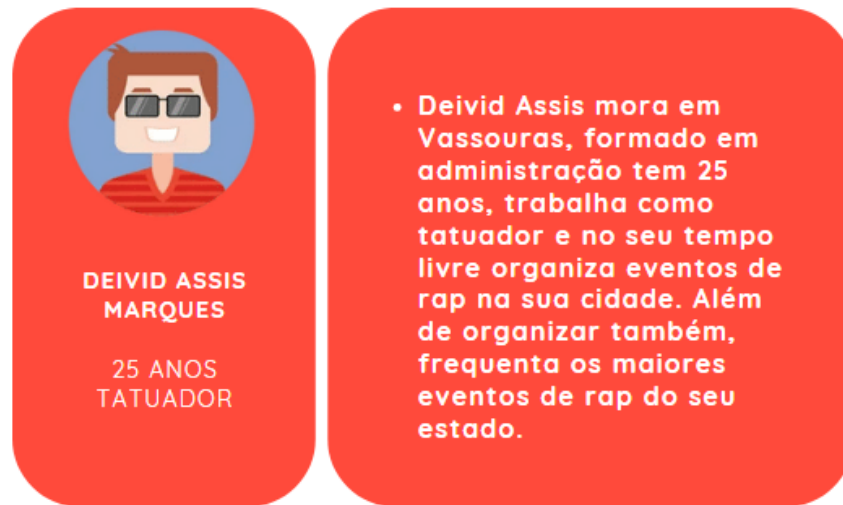 DEIVID ASSIS
MARQUES
25 ANOS
TATUADOR
• Deivid Assis mora em
Vassouras, formado em
administração tem 25
anos, trabalha como
tatuador e no seu tempo
livre organiza eventos de
rap na sua cidade. Além
de organizar também,
frequenta os maiores
eventos de rap do seu
estado.